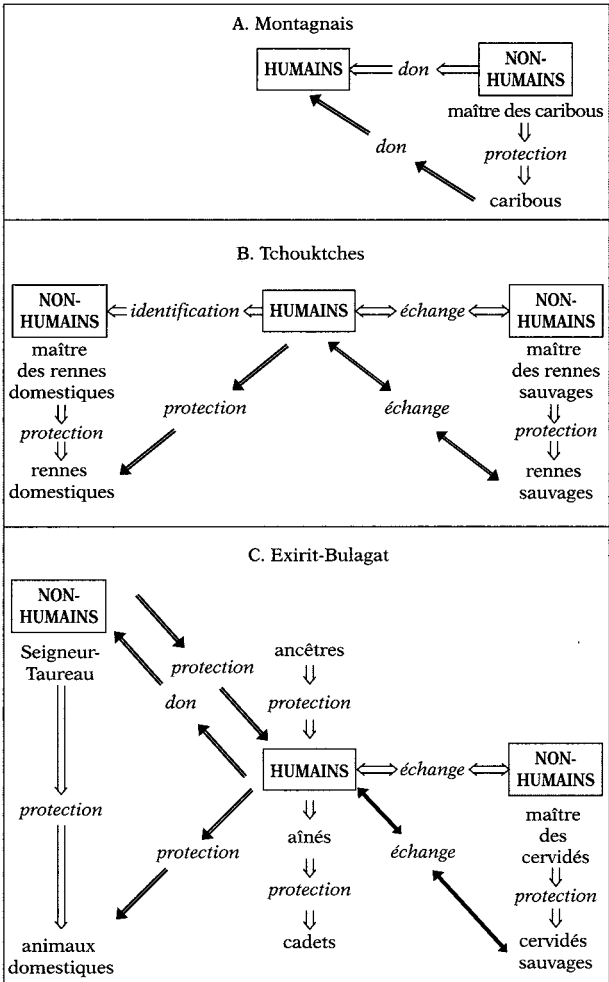 A. Montagnais
HUMAINS
don
NON-
HUMAINS
maître des caribous
protection
don
caribous
B. Tchouktches
NON-
HUMAINS
identification
HUMAINS
échange
NON-
HUMAINS
maître
des rennes
domestiques
maître
des rennes
sauvages
protection
protection
échange
protection
rennes
domestiques
rennes
sauvages
C. Exirit-Bulagat
NON-
HUMAINS
Seigneur-
Taureau
protection
don
ancêtres
protection
HUMAINS
échange
NON-
HUMAINS
protection
protection
aînés
échange
maître
des
cervidés
protection
protection
animaux
domestiques
cadets
cervidés
sauvages